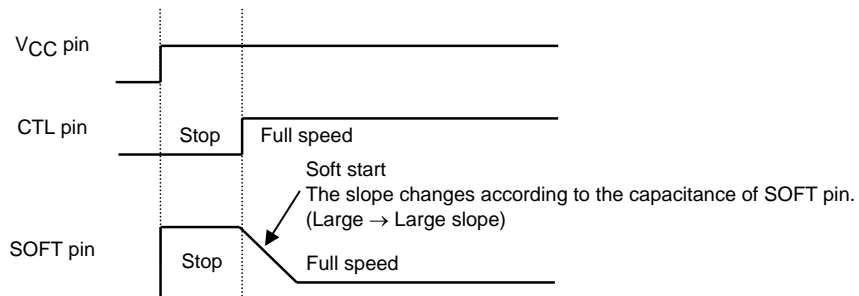 VCC pin
CTL pin
Stop
Full speed
Soft start
The slope changes according to the capacitance of SOFT pin.
(Large → Large slope)
SOFT pin
Stop
Full speed